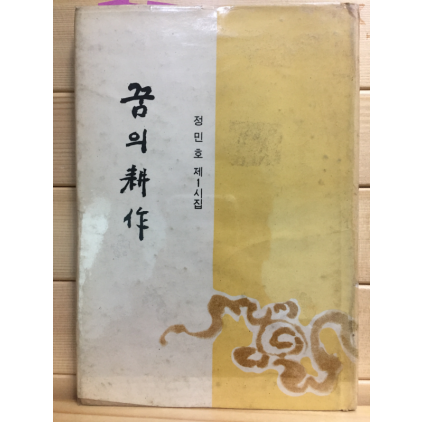 꿈의 耕作
정민호 제1시집